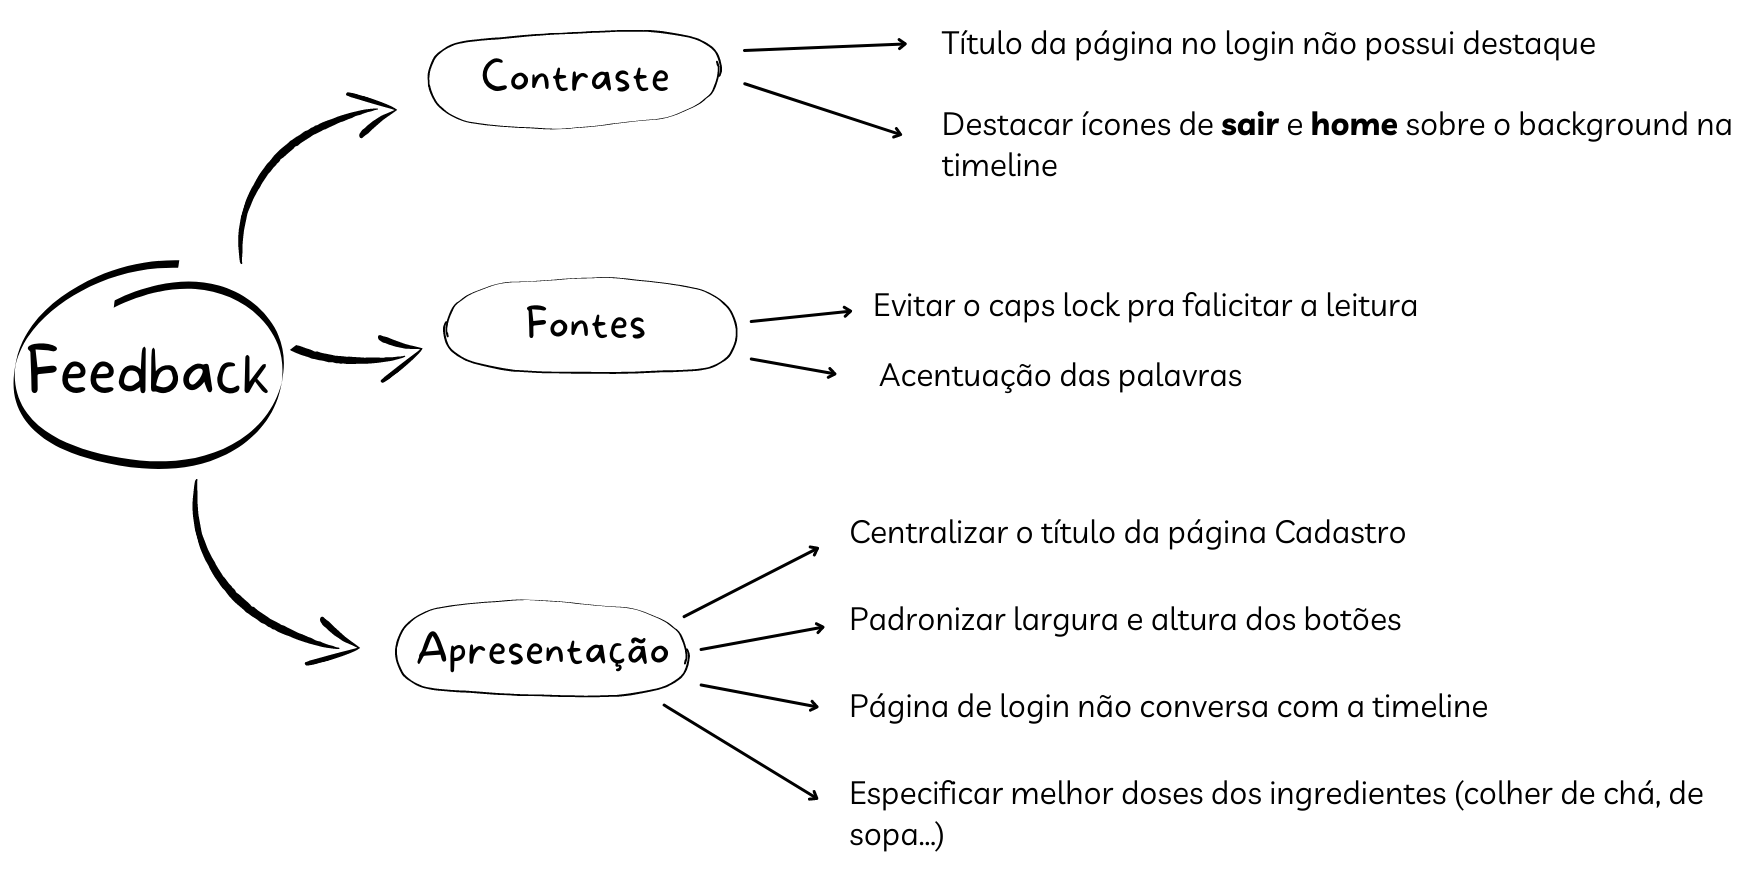 Contraste
Título da página no login não possui destaque
Destacar ícones de sair e home sobre o background na
timeline
Feedback
Fontes
Evitar o caps lock pra falicitar a leitura
Acentuação das palavras
Apresentação
Centralizar o título da página Cadastro
Padronizar largura e altura dos botões
Página de login não conversa com a timeline
Especificar melhor doses dos ingredientes (colher de chá, de
sopa...)